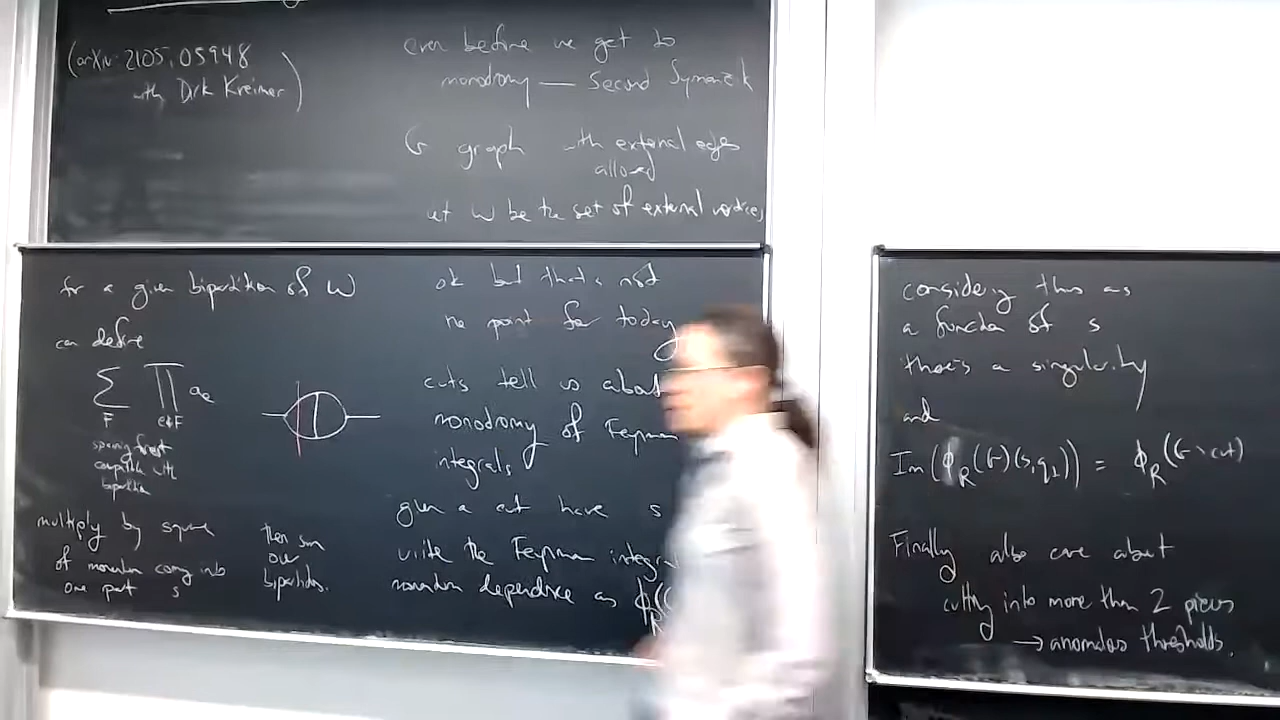 (arXiv: 2105.05948
with Dirk Kreimer)
even before we get to
monodromy — Second Symanzik
G graph with external edges
allowed
let W be the set of external vertices
for a given bipartition of W
can define
∑ ∏ a_e
F e∉F
spanning forest
compatible with
bipartition
multiply by square
of momentum coming into
one part s
then sum
over
bipartitions.
ok but that's not
the point for today
cuts tell us about
monodromy of Feynman
integrals
given a cut have s
write the Feynman integral
momentum dependence as ϕ_R(
considering this as
a function of s
there's a singularity
and
Im(ϕ_R(G)(s,q_2)) = ϕ_R(G∖cut)
Finally also care about
cutting into more than 2 pieces
→ anomalous thresholds.